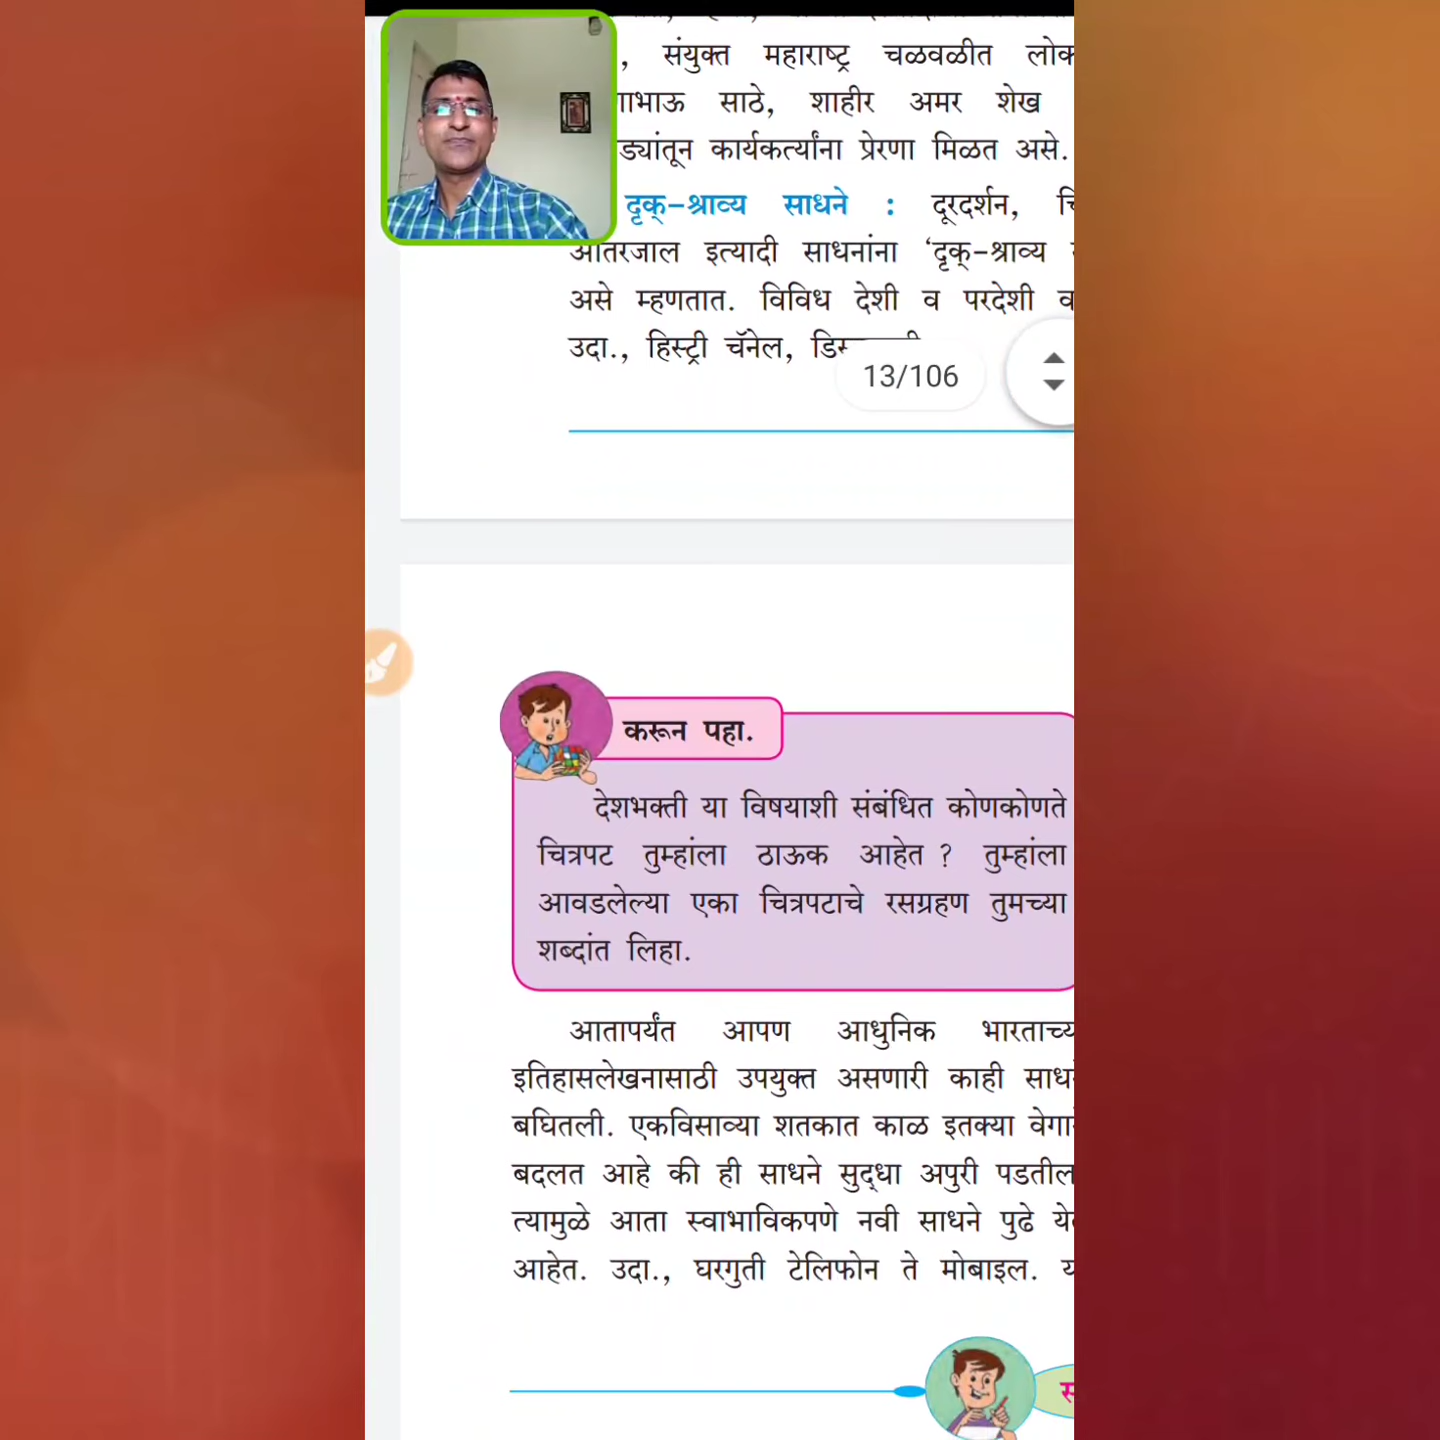 , संयुक्त महाराष्ट्र चळवळीत
साठे, शाहीर अमर शेख
कार्यकर्त्यांना प्रेरणा मिळत असे.
दृक्-श्राव्य साधने : दूरदर्शन,
आंतरजाल इत्यादी साधनांना ‘दृक्-श्राव्य
असे म्हणतात. विविध देशी व परदेशी
उदा., हिस्ट्री चॅनेल,
13/106
करून पहा.
देशभक्ती या विषयाशी संबंधित कोणकोणते
चित्रपट तुम्हांला ठाऊक आहेत ? तुम्हांला
आवडलेल्या एका चित्रपटाचे रसग्रहण तुमच्या
शब्दांत लिहा.
आतापर्यंत आपण आधुनिक
इतिहासलेखनासाठी उपयुक्त असणारी काही
बघितली. एकविसाव्या शतकात काळ इतक्या
बदलत आहे की ही साधने सुद्धा अपुरी पडतील
त्यामुळे आता स्वाभाविकपणे नवी साधने पुढे
आहेत. उदा., घरगुती टेलिफोन ते मोबाइल.